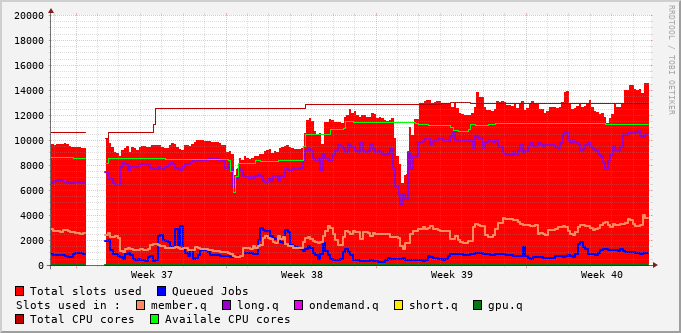 20000
18000
16000
14000
12000
10000
8000
6000
4000
2000
0
Week 37 Week 38 Week 39 Week 40
Total slots used Queued Jobs
Slots used in : member.q long.q ondemand.q short.q gpu.q
Total CPU cores Availale CPU cores
RRDTOOL / TOBI OETIKER